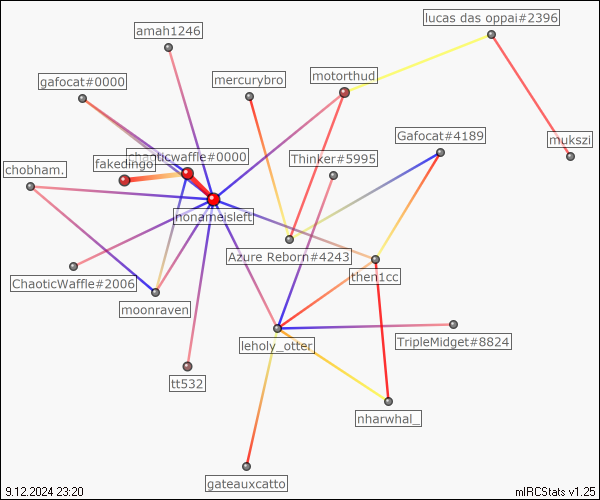 lucas das oppai#2396
amah1246
motorthud
mercurybro
gafocat#0000
Gafocat#4189
mukszi
chaoticwaffle#0000
Thinker#5995
fakedingo
chobham.
nonameisleft
Azure Reborn#4243
then1cc
ChaoticWaffle#2006
moonraven
leholy_otter
TripleMidget#8824
tt532
nharwhal_
gateauxcatto
9.12.2024 23:20
mIRCStats v1.25